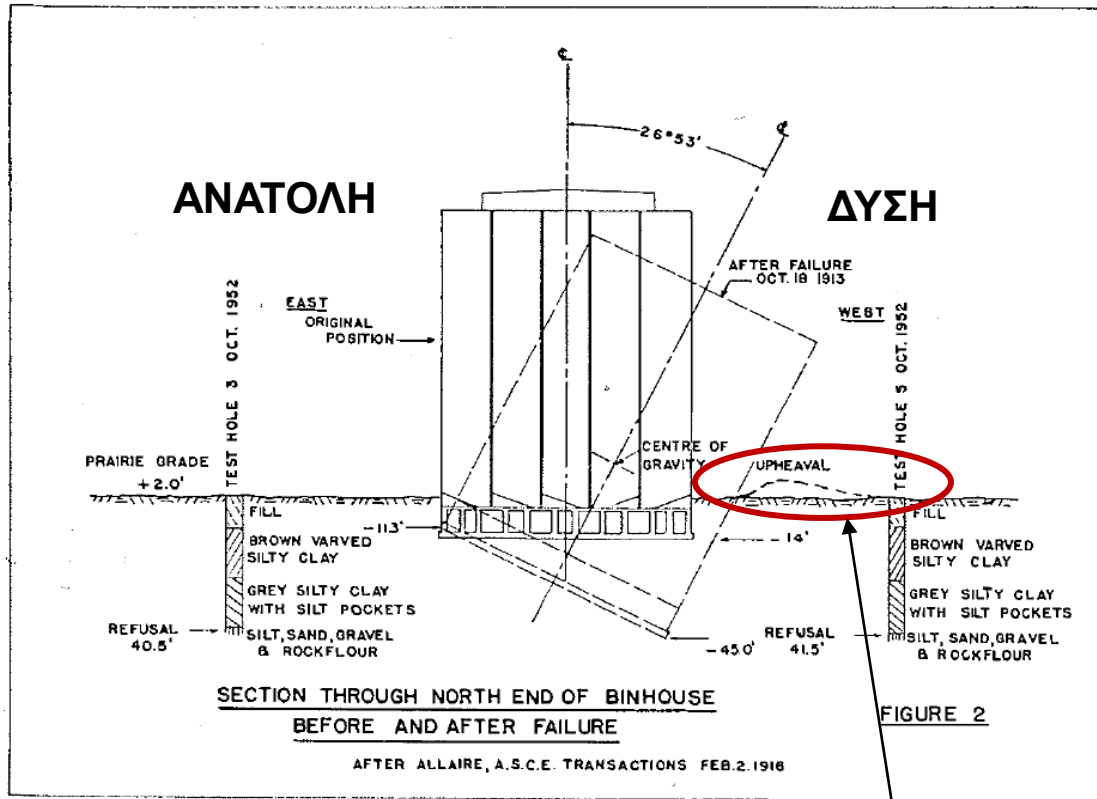 ℄
26°53'
℄
ΑΝΑΤΟΛΗ
ΔΥΣΗ
AFTER FAILURE
OCT. 18 1913
EAST
ORIGINAL
POSITION
WEST
TEST HOLE 3 OCT. 1952
TEST HOLE 5 OCT. 1952
CENTRE OF
GRAVITY
UPHEAVAL
PRAIRIE GRADE
+2.0'
FILL
BROWN VARVED
SILTY CLAY
GREY SILTY CLAY
WITH SILT POCKETS
REFUSAL
40.5'
SILT, SAND, GRAVEL
& ROCKFLOUR
-11.3'
-14'
-45.0'
FILL
BROWN VARVED
SILTY CLAY
GREY SILTY CLAY
WITH SILT POCKETS
REFUSAL
41.5'
SILT, SAND, GRAVEL
& ROCKFLOUR
SECTION THROUGH NORTH END OF BINHOUSE
BEFORE AND AFTER FAILURE
FIGURE 2
AFTER ALLAIRE, A.S.C.E. TRANSACTIONS FEB.2.1916